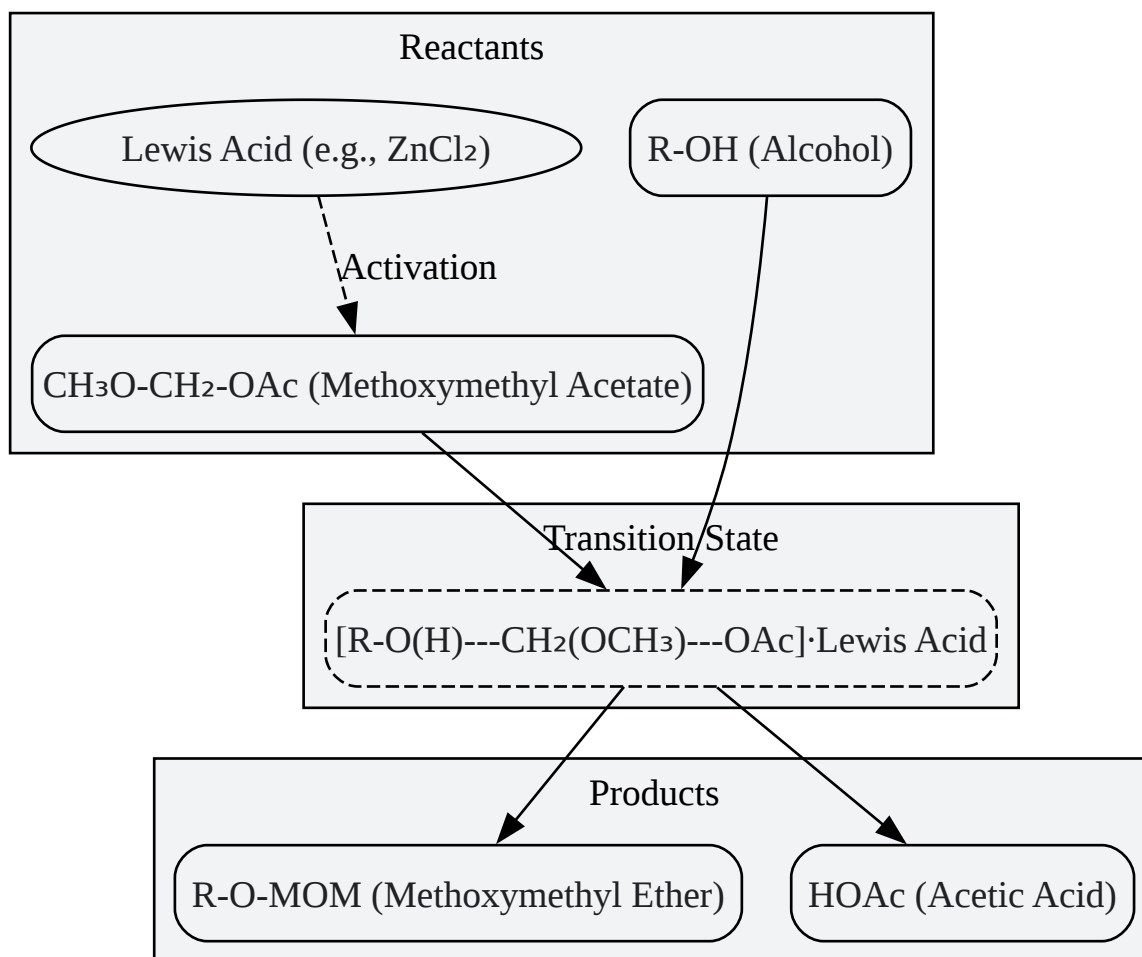 Reactants
Lewis Acid (e.g., ZnCl₂)
R-OH (Alcohol)
Activation
CH₃O-CH₂-OAc (Methoxymethyl Acetate)
Transition State
[R-O(H)---CH₂(OCH₃)---OAc]·Lewis Acid
Products
R-O-MOM (Methoxymethyl Ether)
HOAc (Acetic Acid)